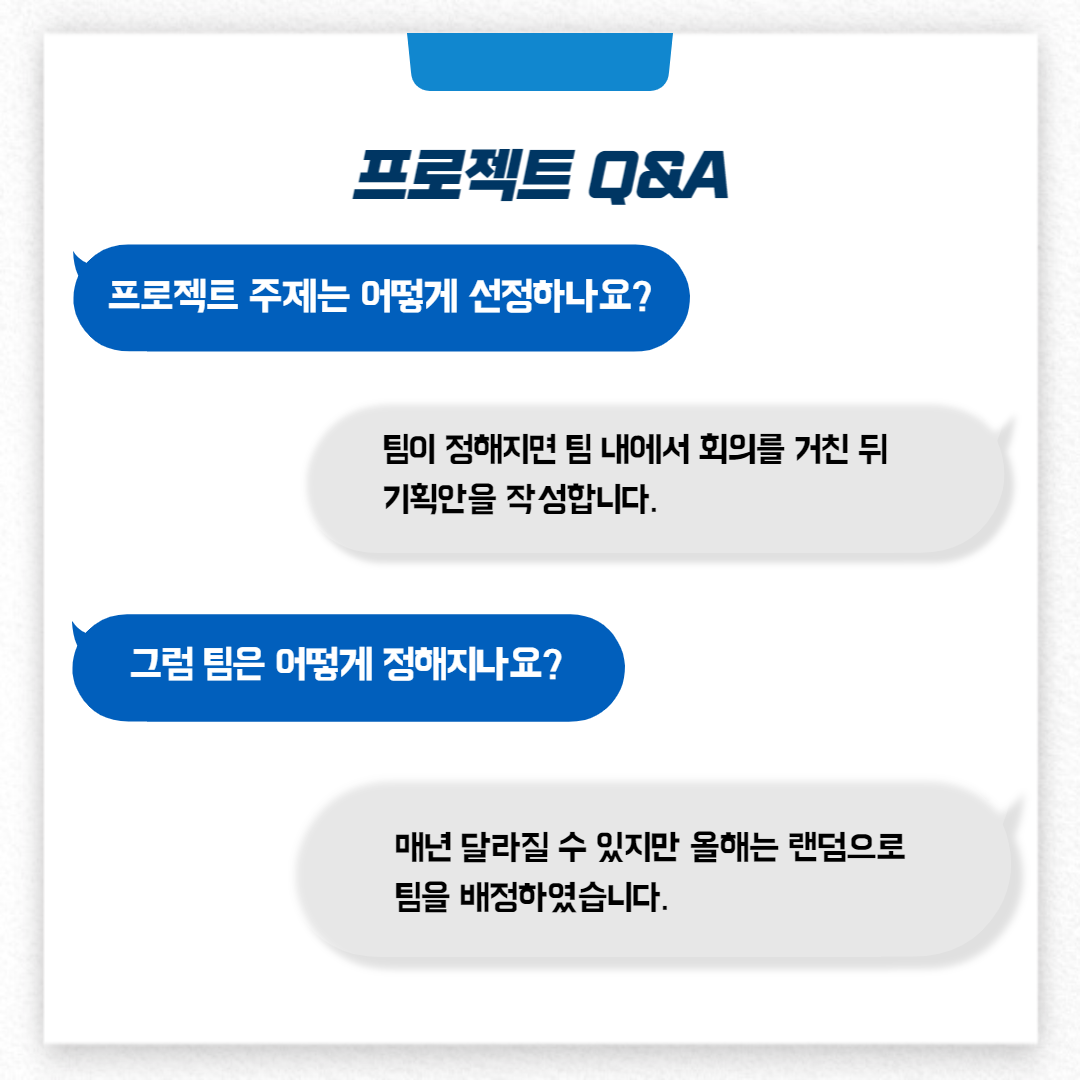 프로젝트 Q&A
프로젝트 주제는 어떻게 선정하나요?
팀이 정해지면 팀 내에서 회의를 거친 뒤
기획안을 작성합니다.
그럼 팀은 어떻게 정해지나요?
매년 달라질 수 있지만 올해는 랜덤으로
팀을 배정하였습니다.